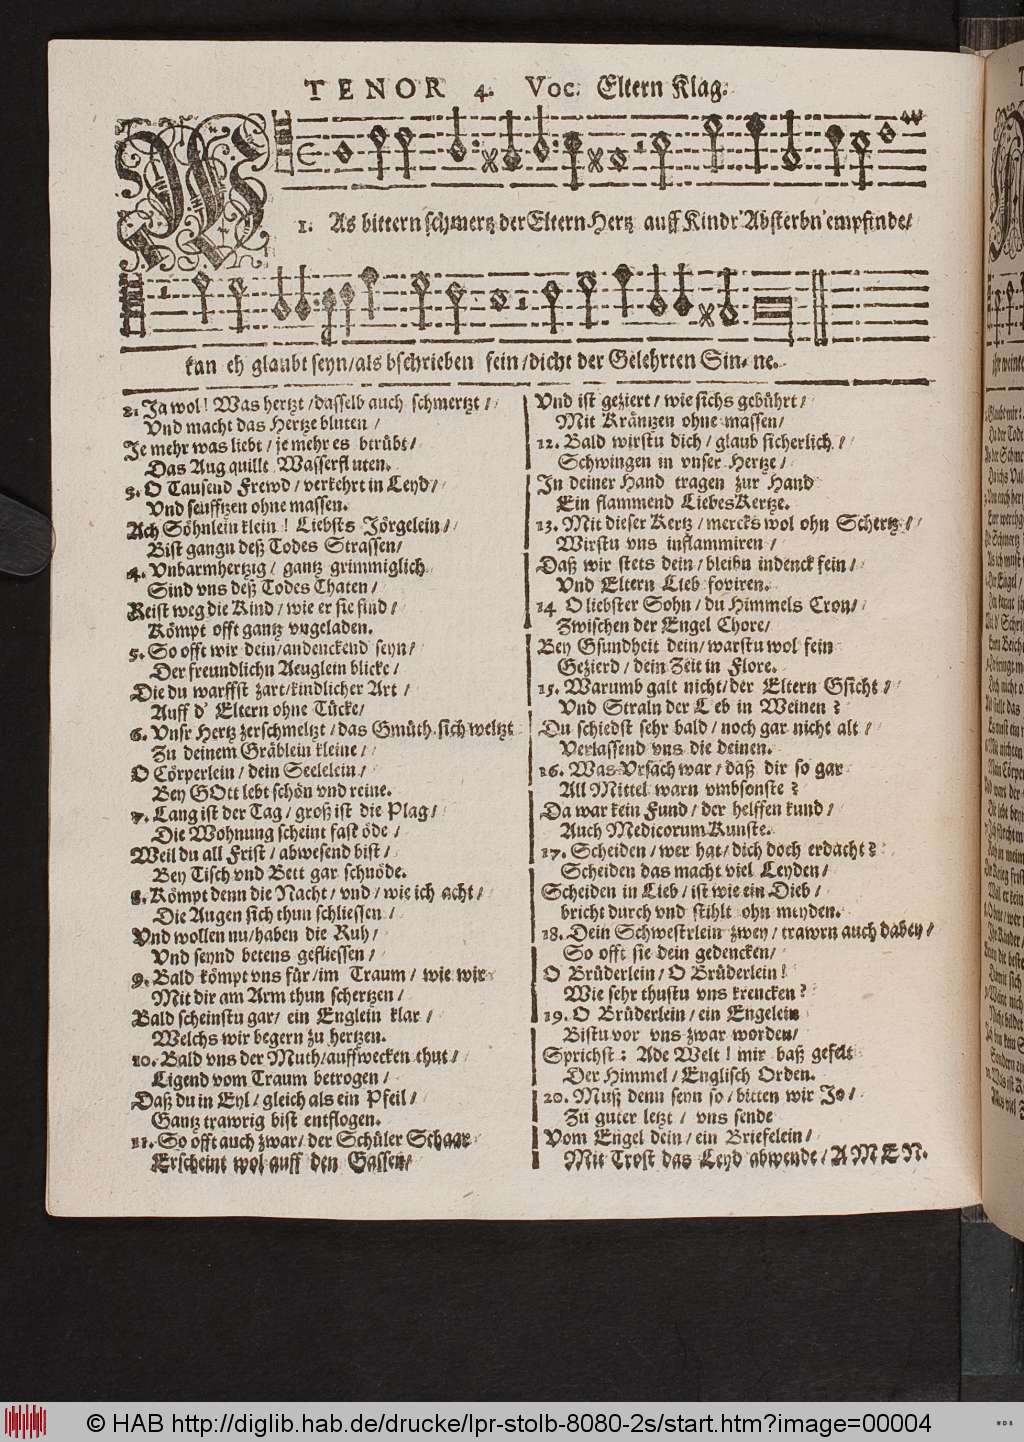 TENOR 4. Voc. Eltern Klag.
W
1. As bittern schmertz der Eltern Hertz auff Kindr' Absterbn' empfinde/
kan eh glaubt seyn/als bschrieben sein/dicht der Gelehrten Sin- ne.
2. Ja wol! Was hertzt/dasselb auch schmertzt/
Vnd macht das Hertze bluten/
Je mehr was liebt/je mehr es btrübt/
Das Aug quillt Wasserfluten.
3. O Tausend Frewd/verkehrt in Leyd/
Vnd seufftzen ohne massen.
Ach Söhnlein klein! Liebsts Jörgelein/
Bist gangn deß Todes Strassen/
4. Vnbarmhertzig/gantz grimmiglich
Sind vns deß Todes Thaten/
Reist weg die Kind/wie er sie find/
Kömpt offt gantz vngeladen.
5. So offt wir dein/andenckend seyn/
Der freundlichn Aeuglein blicke/
Die du warffst zart/kindlicher Art/
Auff d' Eltern ohne Tücke/
6. Vnsr Hertz zerschmeltzt/das Gmüth sich weltzt
Zu deinem Gräblein kleine/
O Cörperlein/dein Seelelein/
Bey GOtt lebt schön vnd reine.
7. Lang ist der Tag/groß ist die Plag/
Die Wohnung scheint fast öde/
Weil du all Frist/abwesend bist/
Bey Tisch vnd Bett gar schnöde.
8. Kömpt denn die Nacht/vnd/wie ich acht/
Die Augen sich thun schliessen/
Vnd wollen nu/haben die Ruh/
Vnd seynd betens gefliessen/
9. Bald kömpt vns für/im Traum/wie wir
Mit dir am Arm thun schertzen/
Bald scheinstu gar/ein Englein klar/
Welchs wir begern zu hertzen.
10. Bald vns der Muth/auffwecken thut/
Ligend vom Traum betrogen/
Daß du in Eyl/gleich als ein Pfeil/
Gantz trawrig bist entflogen.
11. So offt auch zwar/der Schüler Schaar
Erscheint wol auff den Gassen/
Vnd ist geziert/wie sichs gebührt/
Mit Kräntzen ohne massen/
12. Bald wirstu dich/glaub sicherlich/
Schwingen in vnser Hertze/
In deiner Hand tragen zur Hand
Ein flammend LiebesKertze.
13. Mit dieser Kertz/mercks wol ohn Schertz/
Wirstu vns inflammiren/
Daß wir stets dein/bleibn indenck fein/
Vnd Eltern Lieb foviren.
14 O liebster Sohn/du Himmels Cron/
Zwischen der Engel Chore/
Bey Gsundheit dein/warstu wol fein
Gezierd/dein Zeit in Flore.
15. Warumb galt nicht/der Eltern Gsicht/
Vnd Straln der Lieb in Weinen?
Du schiedst sehr bald/noch gar nicht alt/
Verlassend vns die deinen.
16. Was Vrsach war/daß dir so gar
All Mittel warn vmbsonste?
Da war kein Fund/der helffen kund/
Auch Medicorum Kunste.
17. Scheiden/wer hat/dich doch erdacht?
Scheiden das macht viel Leyden/
Scheiden in Lieb/ist wie ein Dieb/
bricht durch vnd stihlt ohn meyden.
18. Dein Schwestrlein zwey/trawrn auch dabey/
So offt sie dein gedencken/
O Brüderlein/O Brüderlein!
Wie sehr thustu vns krencken?
19. O Brüderlein/ein Engelein
Bistu vor vns zwar worden/
Sprichst: Ade Welt! mir baß gefelt
Der Himmel/Englisch Orden.
20. Muß denn seyn so/bitten wir Jo/
Zu guter letzt/vns sende
Vom Engel dein/ein Briefelein/
Mit Trost das Leyd abwende/AMEN.
© HAB http://diglib.hab.de/drucke/lpr-stolb-8080-2s/start.htm?image=00004